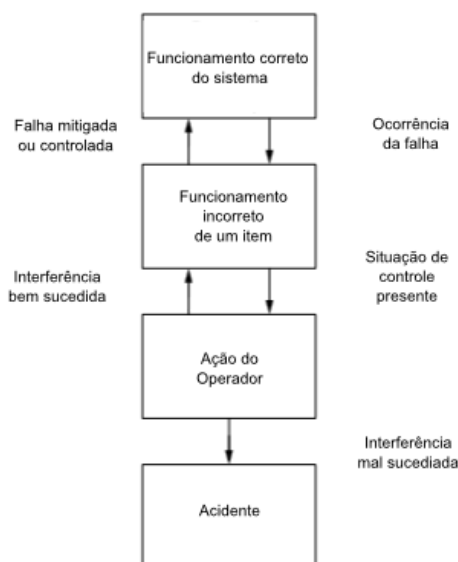 Funcionamento correto
do sistema
Falha mitigada
ou controlada
Ocorrência
da falha
Funcionamento
incorreto
de um item
Interferência
bem sucedida
Situação de
controle
presente
Ação do
Operador
Interferência
mal sucediada
Acidente